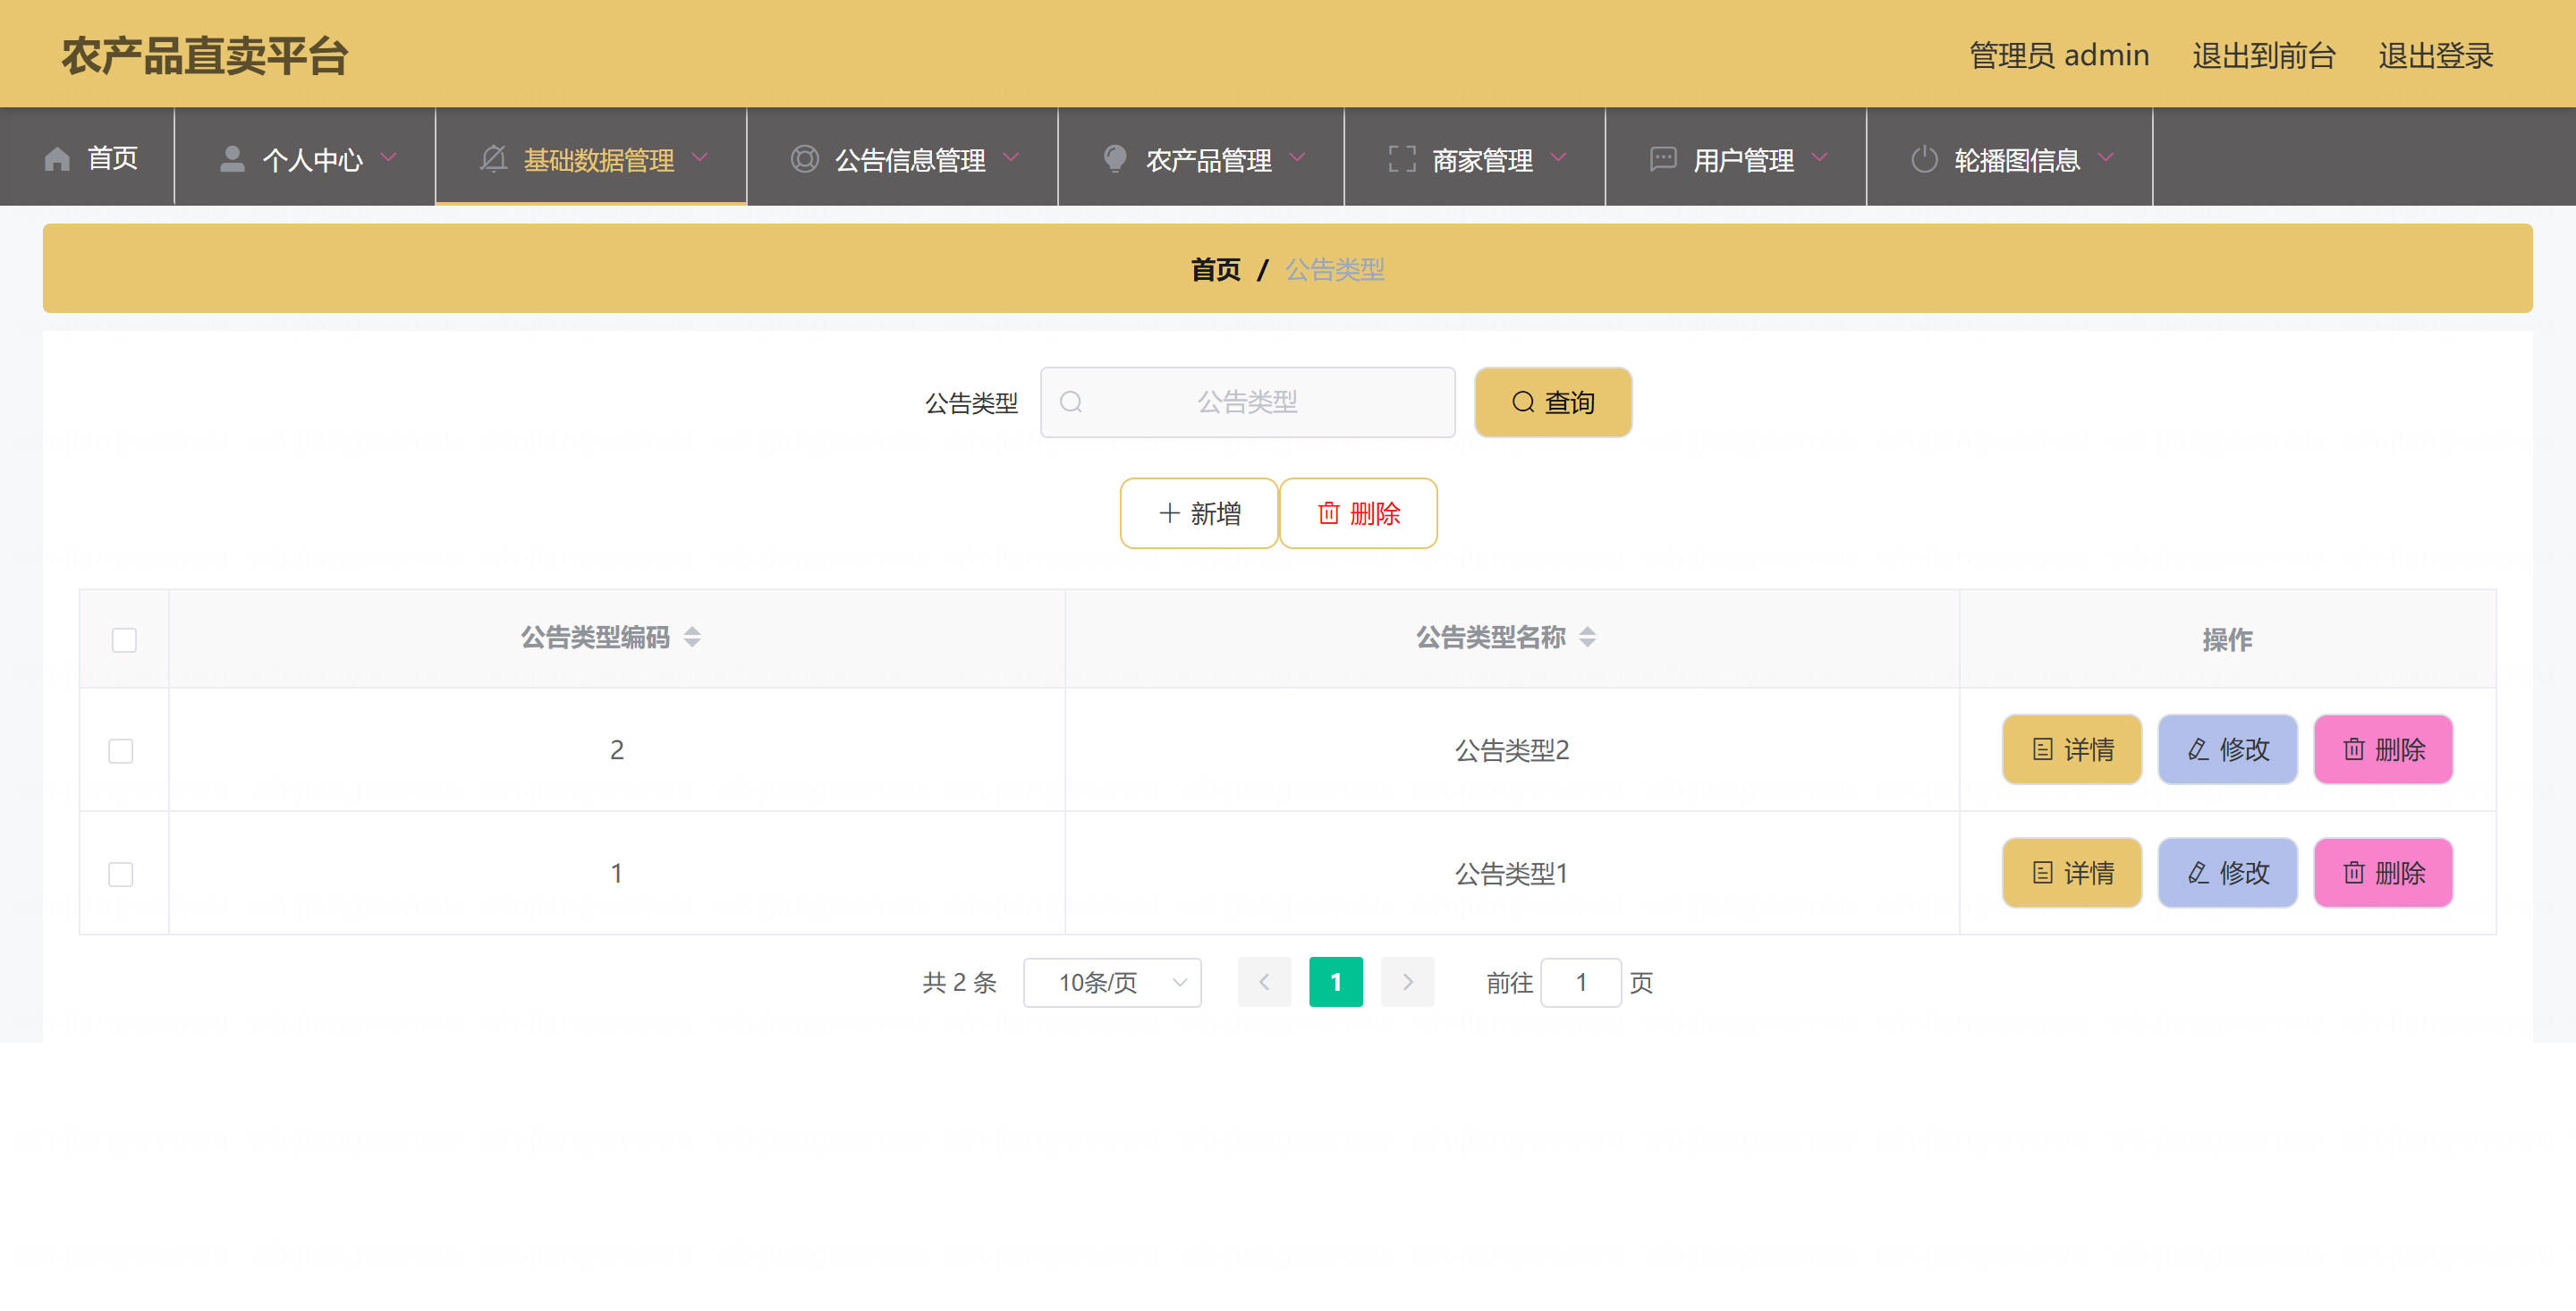 农产品直卖平台 管理员 admin 退出到前台 退出登录
首页 个人中心 基础数据管理 公告信息管理 农产品管理 商家管理 用户管理 轮播图信息
首页 / 公告类型
公告类型 公告类型 查询
新增 删除
公告类型编码 公告类型名称 操作
2 公告类型2 详情 修改 删除
1 公告类型1 详情 修改 删除
共 2 条 10条/页 1 前往 1 页